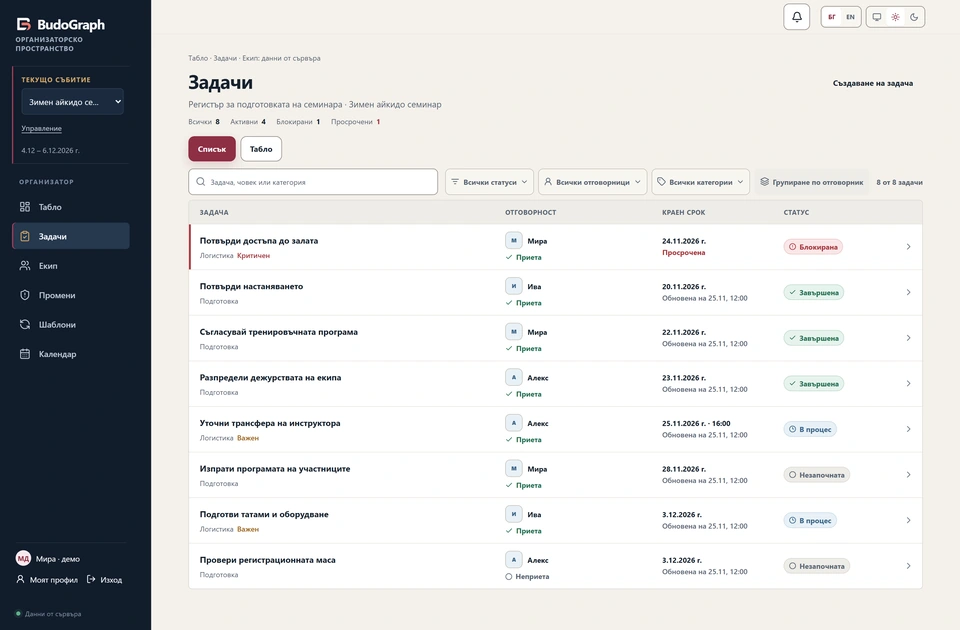 BudoGraph
ОРГАНИЗАТОРСКО
ПРОСТРАНСТВО
ТЕКУЩО СЪБИТИЕ
Зимен айкидо се...
Управление
4.12 – 6.12.2026 г.
ОРГАНИЗАТОР
Табло
Задачи
Екип
Промени
Шаблони
Календар
МД Мира · демо
Моят профил Изход
Данни от сървъра
БГ EN
Табло · Задачи · Екип: данни от сървъра
Задачи
Създаване на задача
Регистър за подготовката на семинара · Зимен айкидо семинар
Всички 8 Активни 4 Блокирани 1 Просрочени 1
Списък Табло
Задача, човек или категория Всички статуси Всички отговорници Всички категории Групиране по отговорник 8 от 8 задачи
ЗАДАЧА ОТГОВОРНОСТ КРАЕН СРОК СТАТУС
Потвърди достъпа до залата М Мира 24.11.2026 г. Блокирана
Логистика Критичен Приета Просрочена
Потвърди настаняването И Ива 20.11.2026 г. Завършена
Подготовка Приета Обновена на 25.11, 12:00
Съгласувай тренировъчната програма М Мира 22.11.2026 г. Завършена
Подготовка Приета Обновена на 25.11, 12:00
Разпредели дежурствата на екипа А Алекс 23.11.2026 г. Завършена
Подготовка Приета Обновена на 25.11, 12:00
Уточни трансфера на инструктора А Алекс 25.11.2026 г. · 16:00 В процес
Логистика Важен Приета Обновена на 25.11, 12:00
Изпрати програмата на участниците М Мира 28.11.2026 г. Незапочната
Подготовка Приета Обновена на 25.11, 12:00
Подготви татами и оборудване И Ива 3.12.2026 г. В процес
Логистика Важен Приета Обновена на 25.11, 12:00
Провери регистрационната маса А Алекс 3.12.2026 г. Незапочната
Подготовка Неприета Обновена на 25.11, 12:00